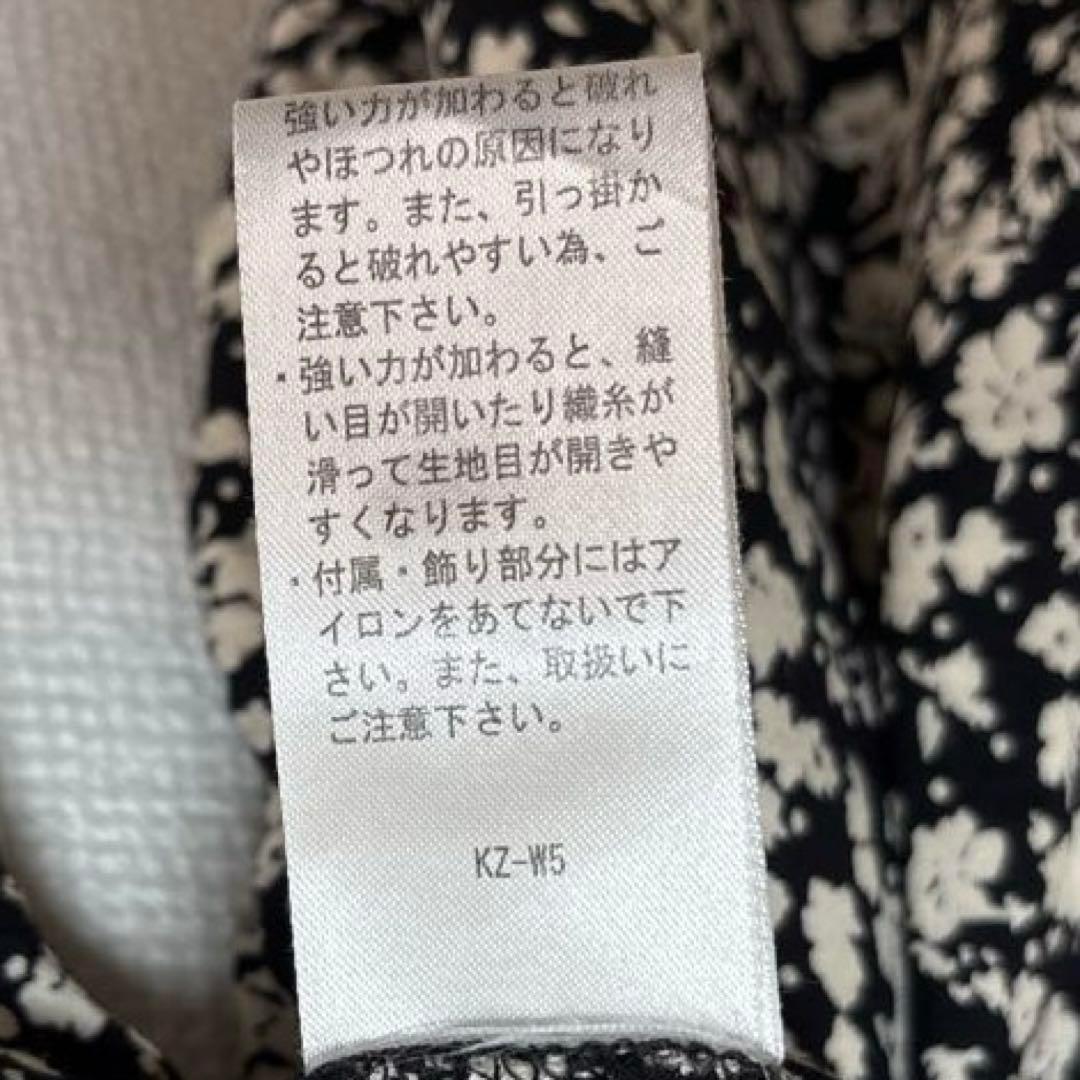 強い力が加わると破れ
やほつれの原因になり
ます。また、引っ掛か
ると破れやすい為、ご
注意下さい。
・強い力が加わると、縫
い目が開いたり織糸が
滑って生地目が開きや
すくなります。
・付属・飾り部分にはア
イロンをあてないで下
さい。また、取扱いに
ご注意下さい。
KZ-W5